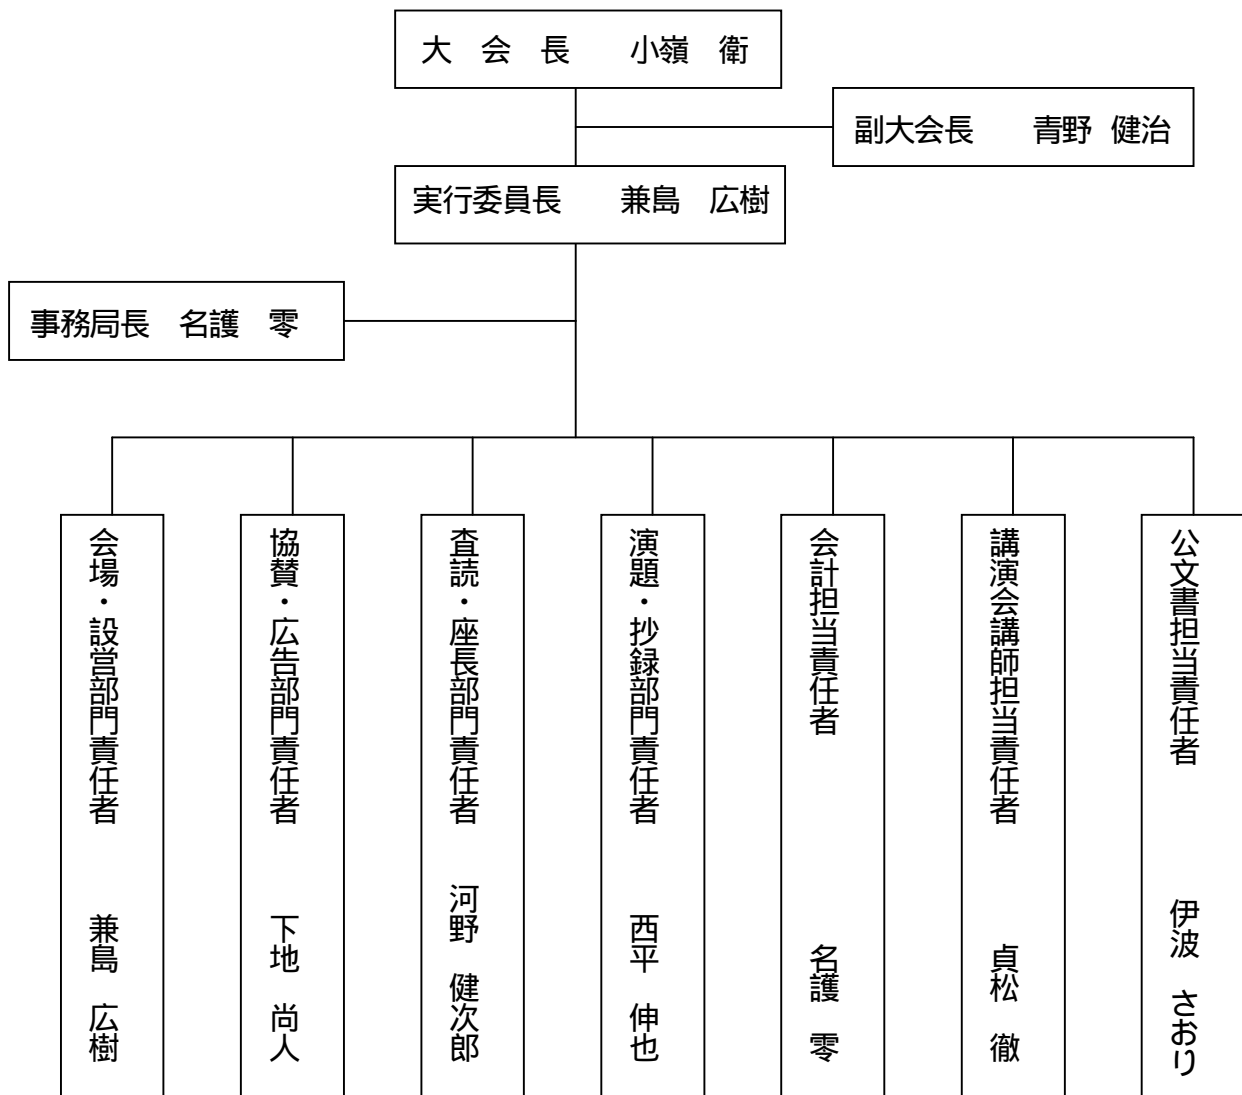 大　会　長　　小嶺　衛
副大会長　　青野 健治
実行委員長　　兼島　広樹
事務局長　名護　零
会場・設営部門責任者　　　兼島　広樹
協賛・広告部門責任者　　　下地　尚人
査読・座長部門責任者　　河野　健次郎
演題・抄録部門責任者　　　西平　伸也
会計担当責任者　　　　　　　名護　零
講演会講師担当責任者　　　　貞松　徹
公文書担当責任者　　　　伊波　さおり